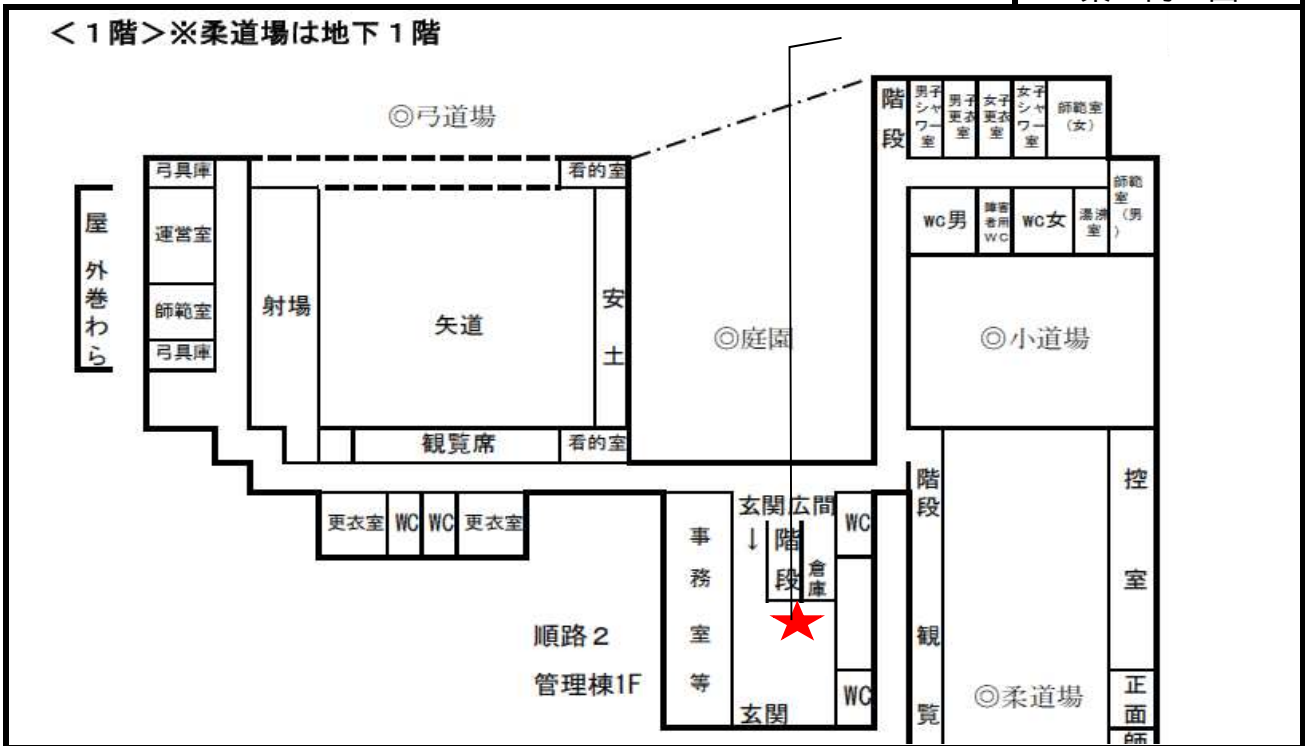 ＜１階＞※柔道場は地下１階
◎弓道場
階段
男子シャワー室
男子更衣室
女子更衣室
女子シャワー室
師範室（女）
弓具庫
看的室
師範室（男）
屋外巻わら
運営室
WC男
障害者用WC
WC女
湯沸室
師範室
射場
矢道
安土
◎庭園
◎小道場
弓具庫
観覧席
看的室
階段
控室
更衣室
WC
WC
更衣室
事務室等
玄関広間
↓
階段
倉庫
WC
順路２
管理棟1F
観覧
◎柔道場
正面
WC
玄関